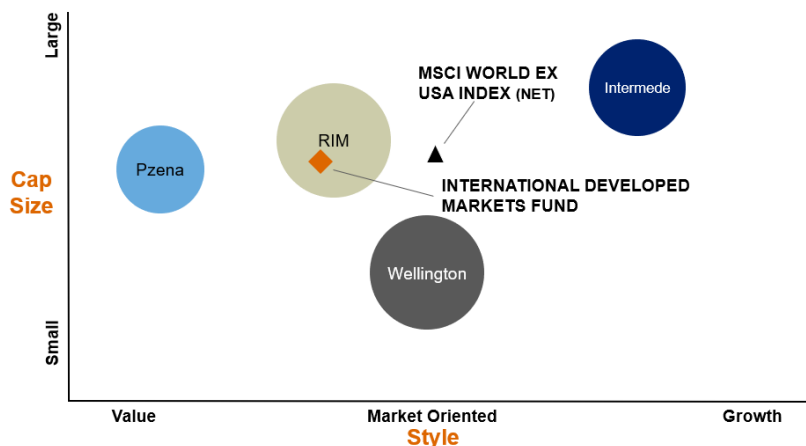 Large
MSCI WORLD EX
USA INDEX (NET)
Intermede
RIM
Pzena
Cap
Size
INTERNATIONAL DEVELOPED
MARKETS FUND
Wellington
Small
Value
Market Oriented
Growth
Style